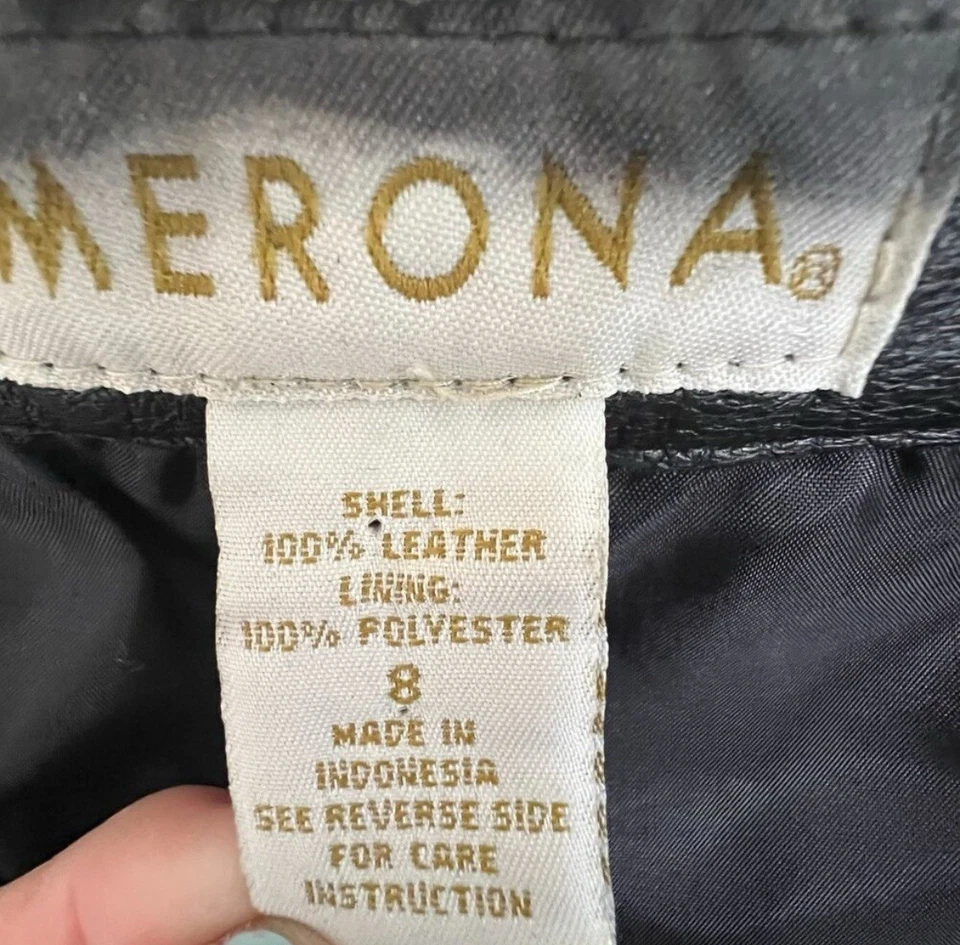 MERONA®
SHELL:
100% LEATHER
LINING:
100% POLYESTER
8
MADE IN
INDONESIA
SEE REVERSE SIDE
FOR CARE
INSTRUCTION